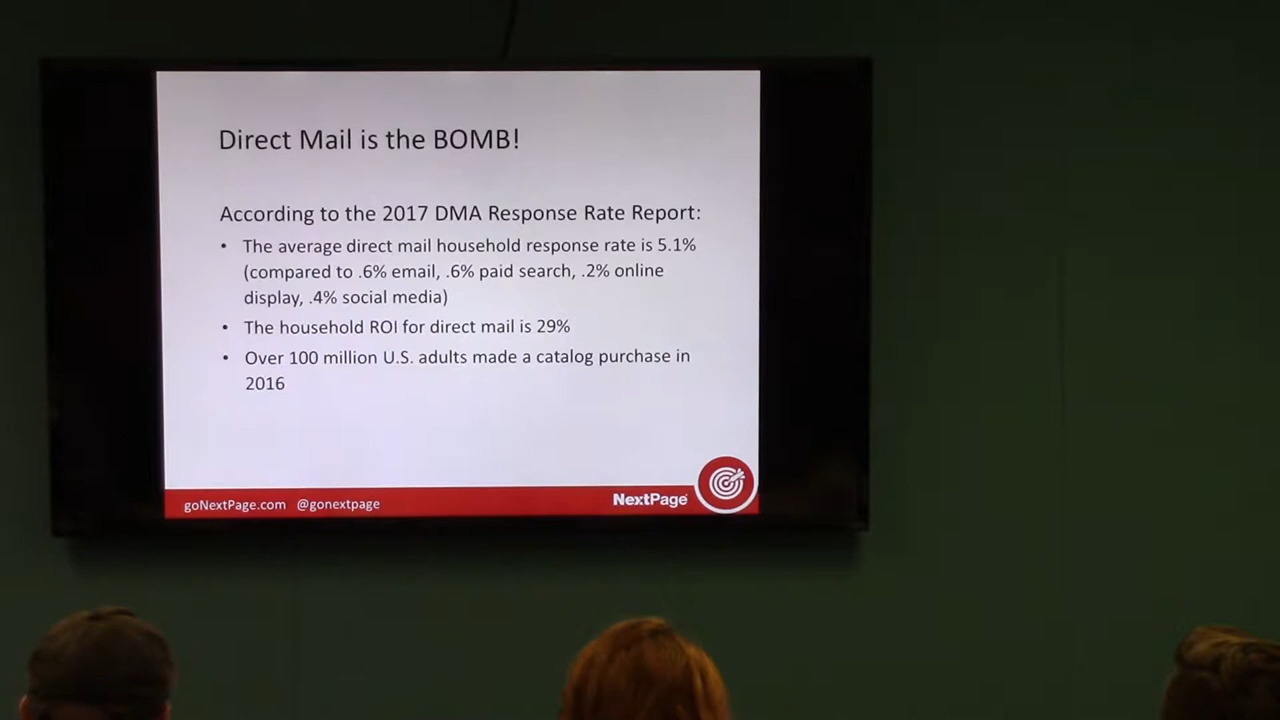 Direct Mail is the BOMB!
According to the 2017 DMA Response Rate Report:
• The average direct mail household response rate is 5.1%
(compared to .6% email, .6% paid search, .2% online
display, .4% social media)
• The household ROI for direct mail is 29%
• Over 100 million U.S. adults made a catalog purchase in
2016
goNextPage.com @gonextpage NextPage